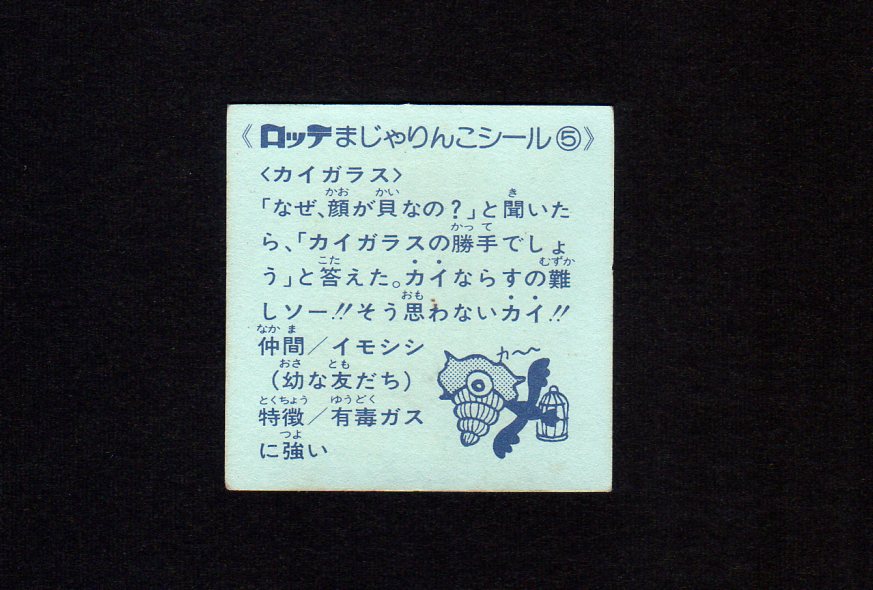 《ロッテまじゃりんこシール⑤》
〈カイガラス〉
「なぜ、顔が貝なの？」と聞いた
ら、「カイガラスの勝手でしょ
う」と答えた。カイならすの難
しソー!!そう思わないカイ!!
仲間／イモシシ
（幼な友だち）
特徴／有毒ガス
に強い
カ〜〜